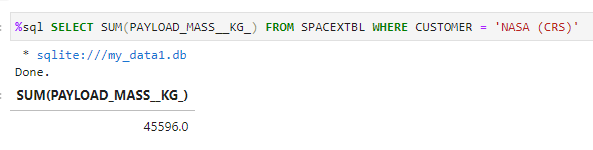 %sql SELECT SUM(PAYLOAD_MASS__KG_) FROM SPACEXTBL WHERE CUSTOMER = 'NASA (CRS)'
* sqlite:///my_data1.db
Done.
SUM(PAYLOAD_MASS__KG_)
45596.0